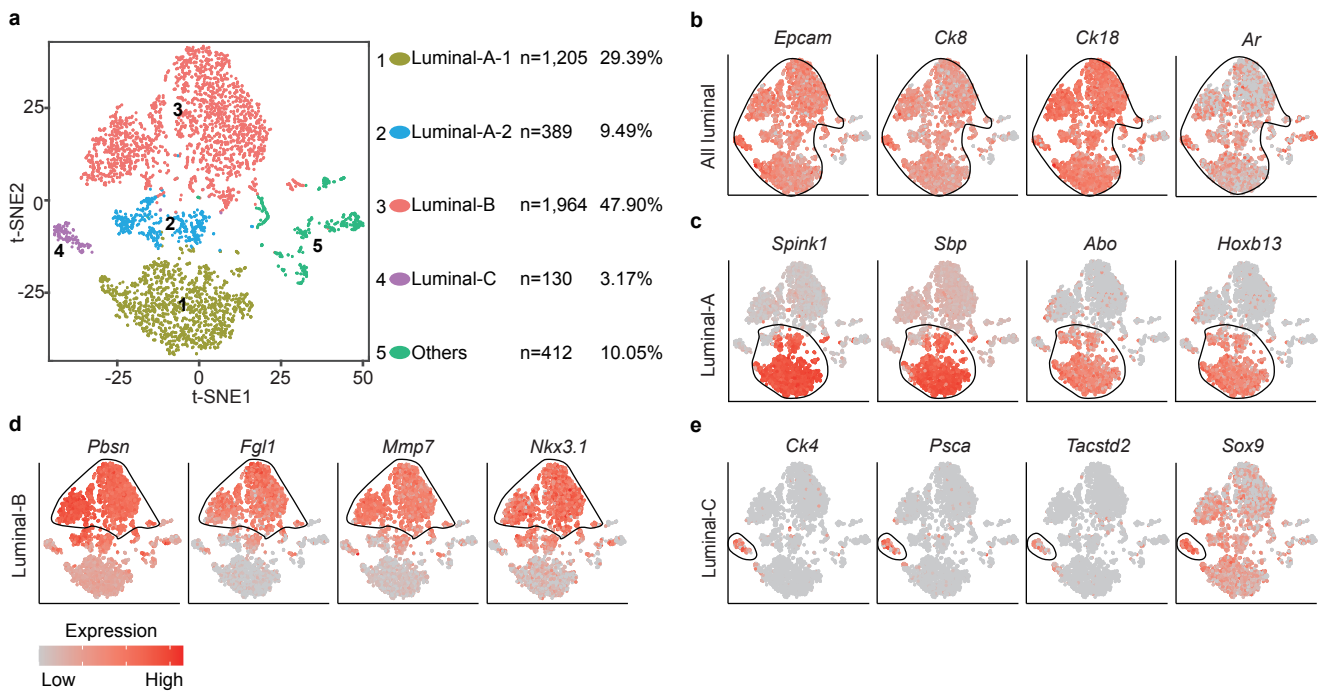 a
t-SNE2
25
0
-25
-25
0
25
50
t-SNE1
1
2
3
4
5
1 Luminal-A-1 n=1,205 29.39%
2 Luminal-A-2 n=389 9.49%
3 Luminal-B n=1,964 47.90%
4 Luminal-C n=130 3.17%
5 Others n=412 10.05%
b
Epcam Ck8 Ck18 Ar
All luminal
c
Spink1 Sbp Abo Hoxb13
Luminal-A
d
Pbsn Fgl1 Mmp7 Nkx3.1
Luminal-B
Expression
Low High
e
Ck4 Psca Tacstd2 Sox9
Luminal-C